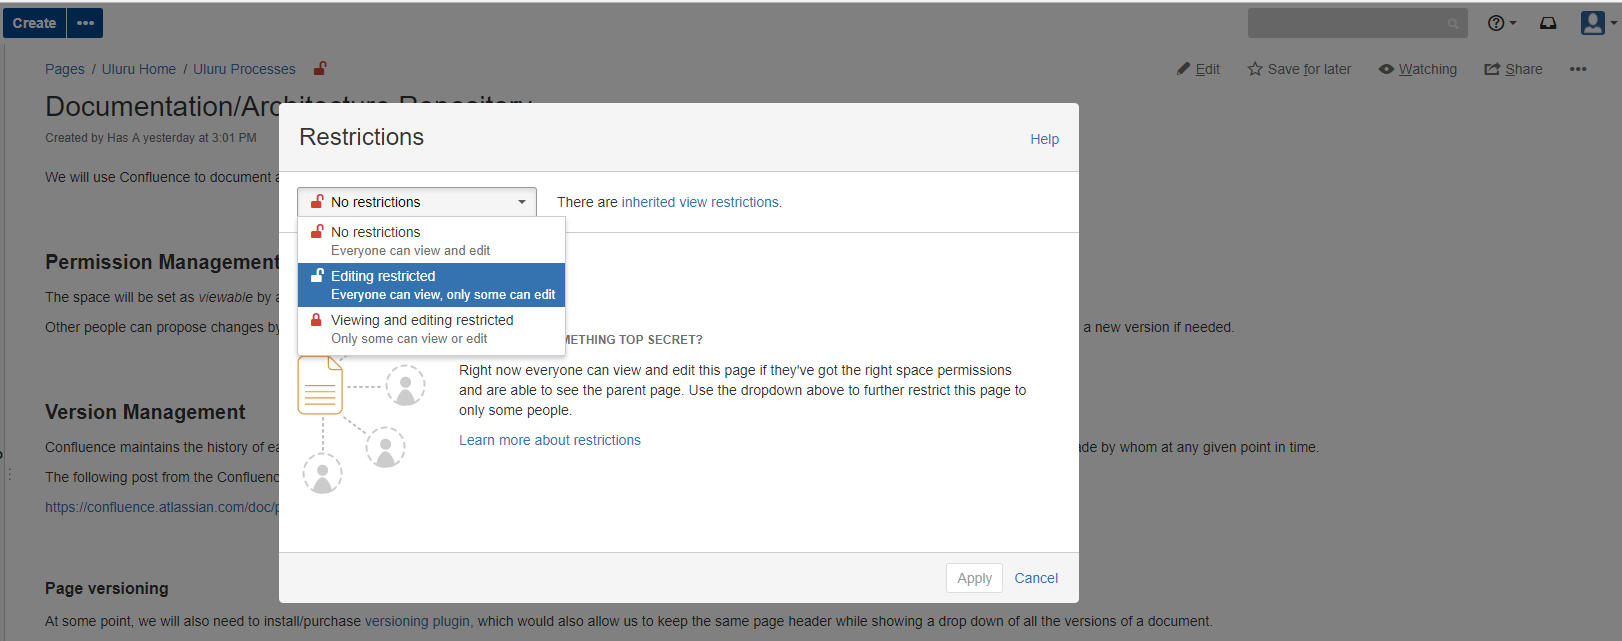 Create •••
Pages / Uluru Home / Uluru Processes
Edit Save for later Watching Share •••
Documentation/Architecture Repository
Created by Has A yesterday at 3:01 PM
We will use Confluence to document
Restrictions
Help
No restrictions
There are inherited view restrictions.
No restrictions
Everyone can view and edit
Editing restricted
Everyone can view, only some can edit
Viewing and editing restricted
Only some can view or edit
METHING TOP SECRET?
Right now everyone can view and edit this page if they've got the right space permissions
and are able to see the parent page. Use the dropdown above to further restrict this page to
only some people.
Learn more about restrictions
Apply Cancel
Permission Management
The space will be set as viewable by
Other people can propose changes by
a new version if needed.
Version Management
Confluence maintains the history of
by whom at any given point in time.
The following post from the
https://confluence.atlassian.com/doc/
Page versioning
At some point, we will also need to install/purchase versioning plugin, which would also allow us to keep the same page header while showing a drop down of all the versions of a document.